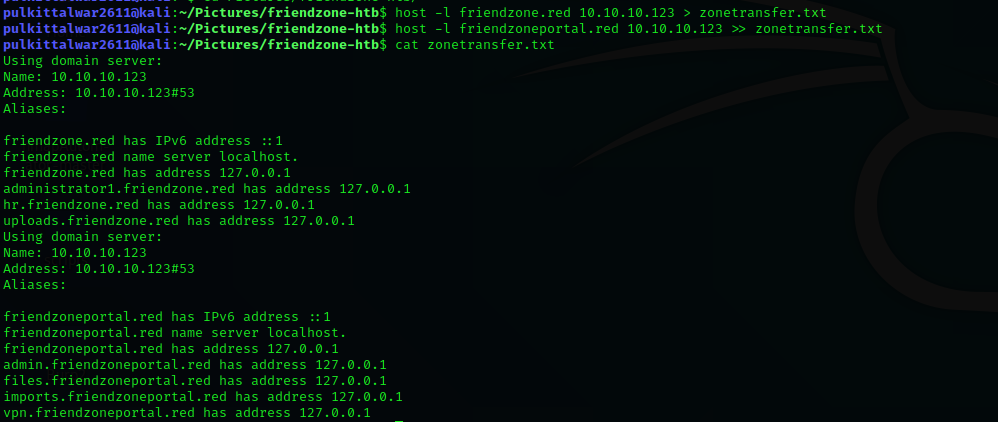 pulkittalwar2611@kali:~/Pictures/friendzone-htb$ host -l friendzone.red 10.10.10.123 > zonetransfer.txt
pulkittalwar2611@kali:~/Pictures/friendzone-htb$ host -l friendzoneportal.red 10.10.10.123 >> zonetransfer.txt
pulkittalwar2611@kali:~/Pictures/friendzone-htb$ cat zonetransfer.txt
Using domain server:
Name: 10.10.10.123
Address: 10.10.10.123#53
Aliases:

friendzone.red has IPv6 address ::1
friendzone.red name server localhost.
friendzone.red has address 127.0.0.1
administrator1.friendzone.red has address 127.0.0.1
hr.friendzone.red has address 127.0.0.1
uploads.friendzone.red has address 127.0.0.1
Using domain server:
Name: 10.10.10.123
Address: 10.10.10.123#53
Aliases:

friendzoneportal.red has IPv6 address ::1
friendzoneportal.red name server localhost.
friendzoneportal.red has address 127.0.0.1
admin.friendzoneportal.red has address 127.0.0.1
files.friendzoneportal.red has address 127.0.0.1
imports.friendzoneportal.red has address 127.0.0.1
vpn.friendzoneportal.red has address 127.0.0.1